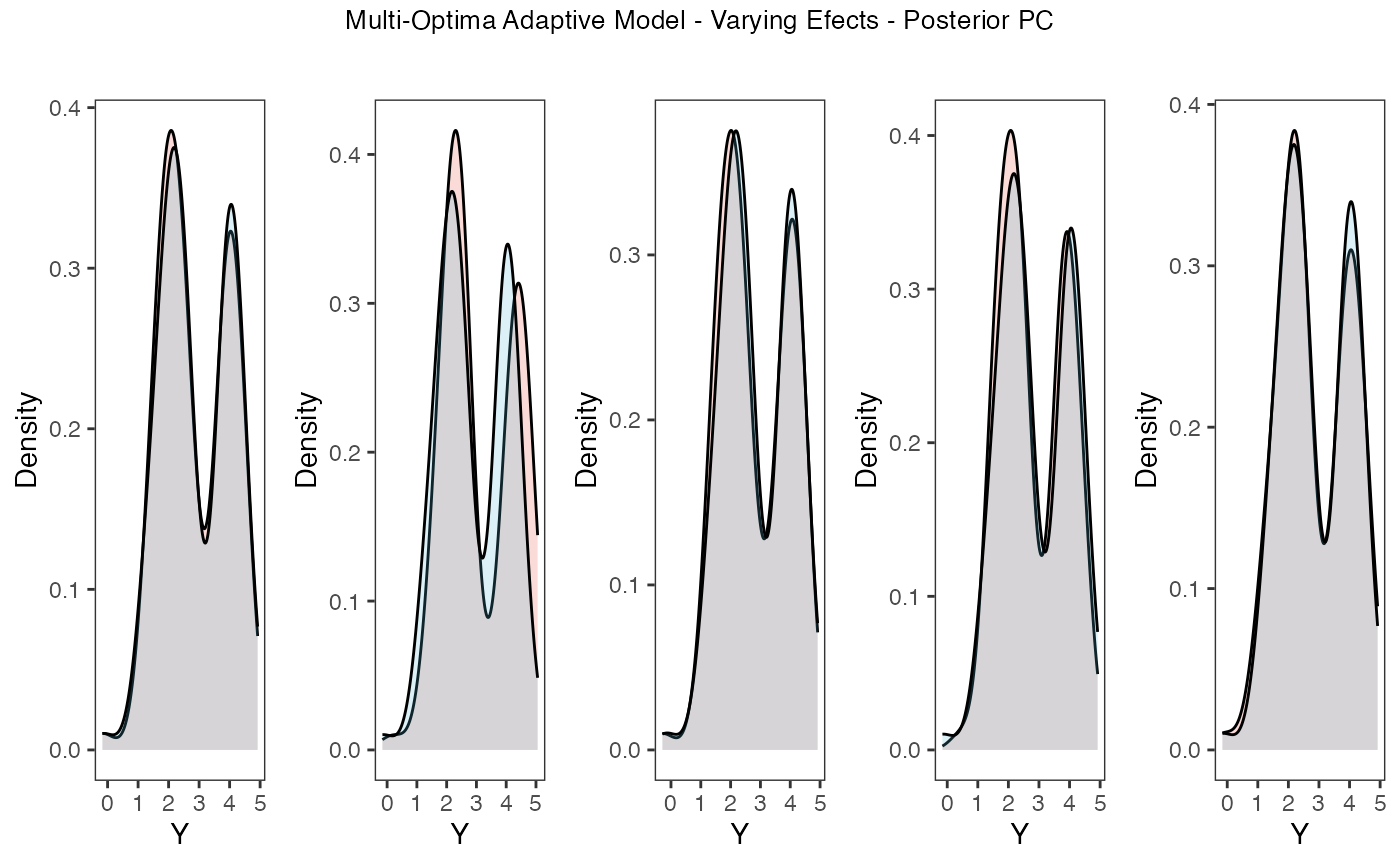 Multi-Optima Adaptive Model - Varying Efects - Posterior PC
0.4 0.4 0.3 0.4 0.4
0.3 0.3 0.2 0.3 0.3
0.2 0.2 0.1 0.2 0.2
0.1 0.1 0.0 0.1 0.1
0.0 0.0 0.0 0.0
Density Density Density Density Density
0 1 2 3 4 5 0 1 2 3 4 5 0 1 2 3 4 5 0 1 2 3 4 5 0 1 2 3 4 5
Y Y Y Y Y